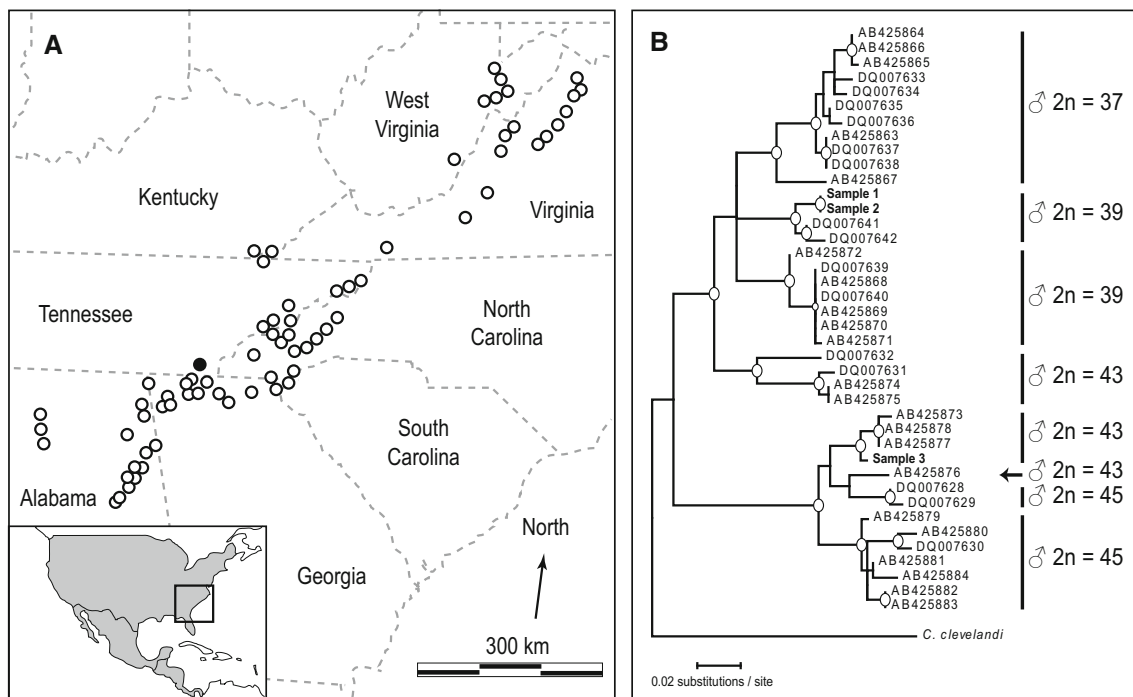 A
West
Virginia
Kentucky
Virginia
Tennessee
North
Carolina
South
Carolina
Alabama
Georgia
North
300 km
B
AB425864
AB425866
AB425865
DQ007633
DQ007634
DQ007635
DQ007636
AB425863
DQ007637
DQ007638
AB425867
♂ 2n = 37
Sample 1
Sample 2
DQ007641
DQ007642
♂ 2n = 39
AB425872
DQ007639
AB425868
DQ007640
AB425869
AB425870
AB425871
♂ 2n = 39
DQ007632
DQ007631
AB425874
AB425875
♂ 2n = 43
AB425873
AB425878
AB425877
Sample 3
♂ 2n = 43
AB425876
♂ 2n = 43
DQ007628
DQ007629
♂ 2n = 45
AB425879
AB425880
DQ007630
AB425881
AB425884
AB425882
AB425883
♂ 2n = 45
C. clevelandi
0.02 substitutions / site